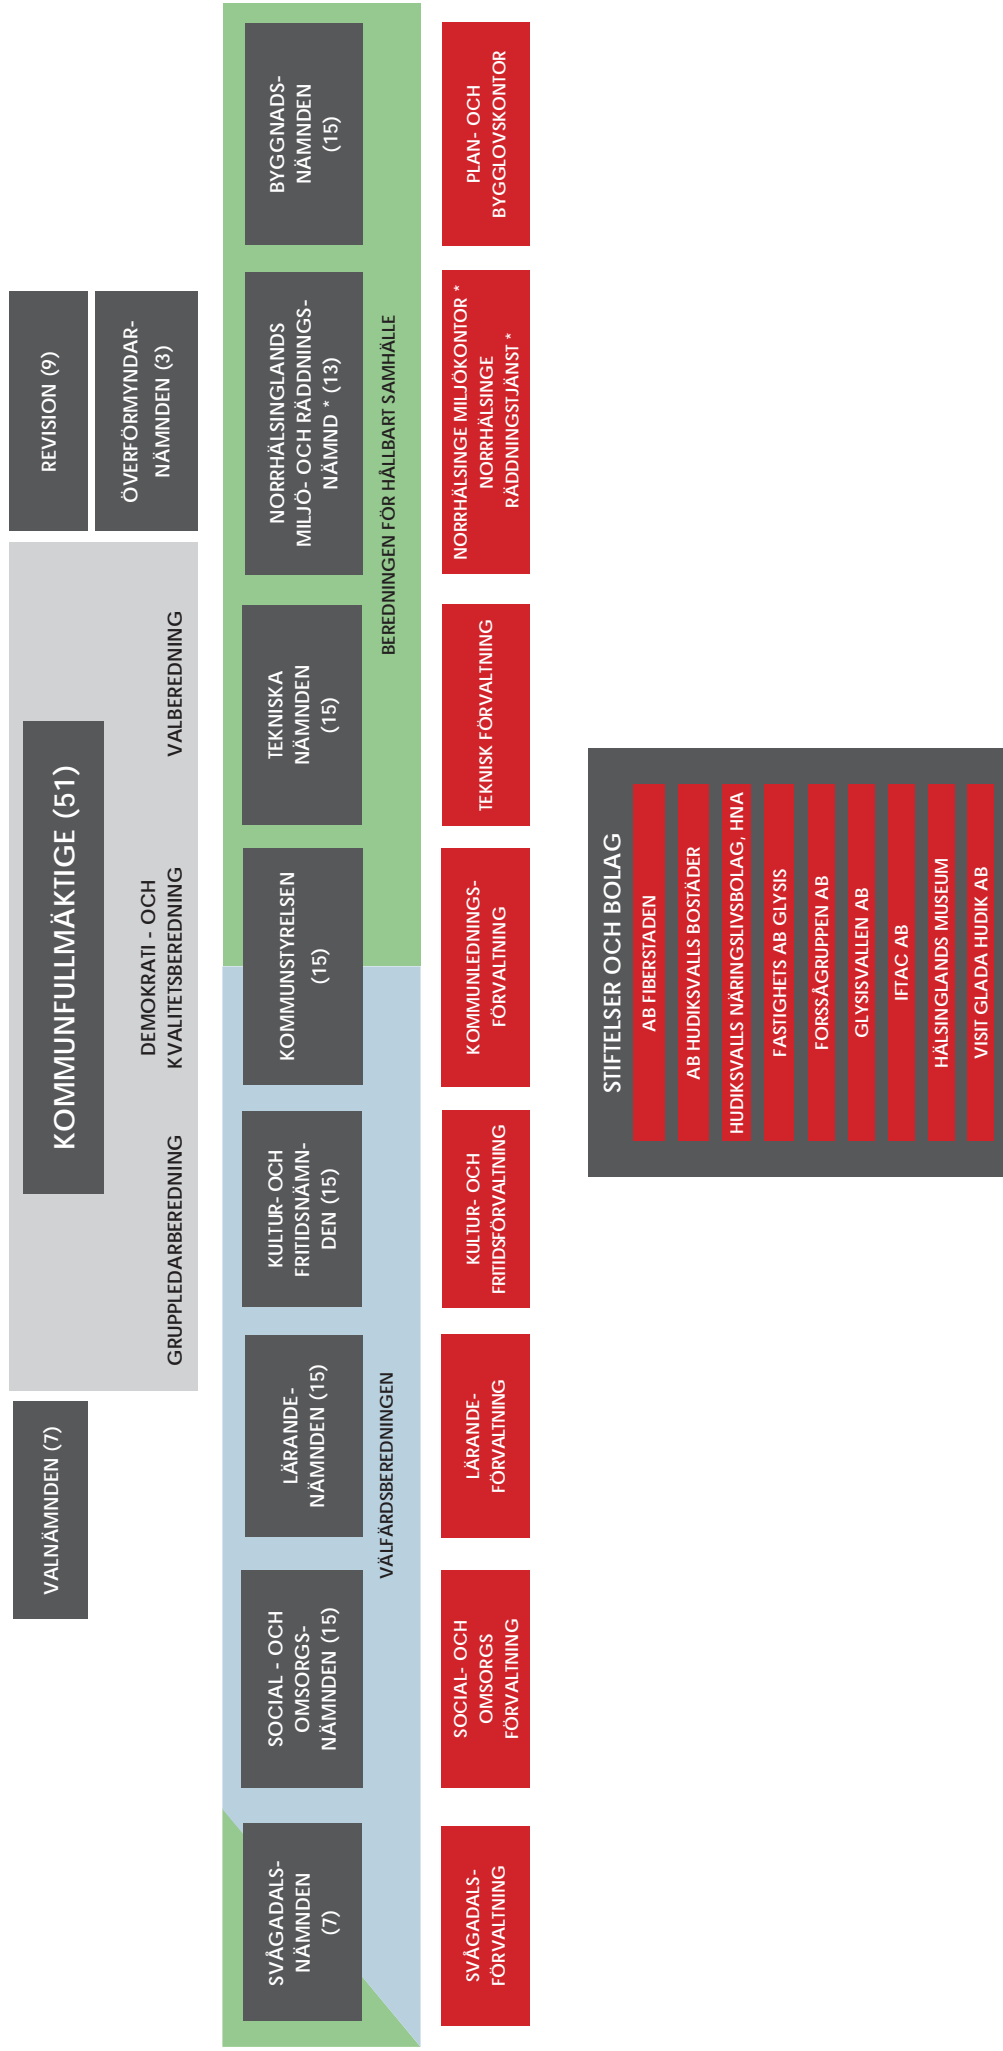 VALNÄMNDEN (7)
KOMMUNFULLMÄKTIGE (51)
GRUPPLEDARBEREDNING
DEMOKRATI - OCH
KVALITETSBEREDNING
VALBEREDNING
REVISION (9)
ÖVERFÖRMYNDAR-
NÄMNDEN (3)
SVÅGADALS-
NÄMNDEN
(7)
SOCIAL - OCH
OMSORGS-
NÄMNDEN (15)
LÄRANDE-
NÄMNDEN (15)
KULTUR- OCH
FRITIDSNÄMN-
DEN (15)
KOMMUNSTYRELSEN
(15)
TEKNISKA
NÄMNDEN
(15)
NORRHÄLSINGLANDS
MILJÖ- OCH RÄDDNINGS-
NÄMND * (13)
BYGGNADS-
NÄMNDEN
(15)
VÄLFÄRDSBEREDNINGEN
BEREDNINGEN FÖR HÅLLBART SAMHÄLLE
SVÅGADALS-
FÖRVALTNING
SOCIAL- OCH
OMSORGS
FÖRVALTNING
LÄRANDE-
FÖRVALTNING
KULTUR- OCH
FRITIDSFÖRVALTNING
KOMMUNLEDNINGS-
FÖRVALTNING
TEKNISK FÖRVALTNING
NORRHÄLSINGE MILJÖKONTOR *
NORRHÄLSINGE
RÄDDNINGSTJÄNST *
PLAN- OCH
BYGGLOVSKONTOR
STIFTELSER OCH BOLAG
AB FIBERSTADEN
AB HUDIKSVALLS BOSTÄDER
HUDIKSVALLS NÄRINGSLIVSBOLAG, HNA
FASTIGHETS AB GLYSIS
FORSSÅGRUPPEN AB
GLYSISVALLEN AB
IFTAC AB
HÄLSINGLANDS MUSEUM
VISIT GLADA HUDIK AB